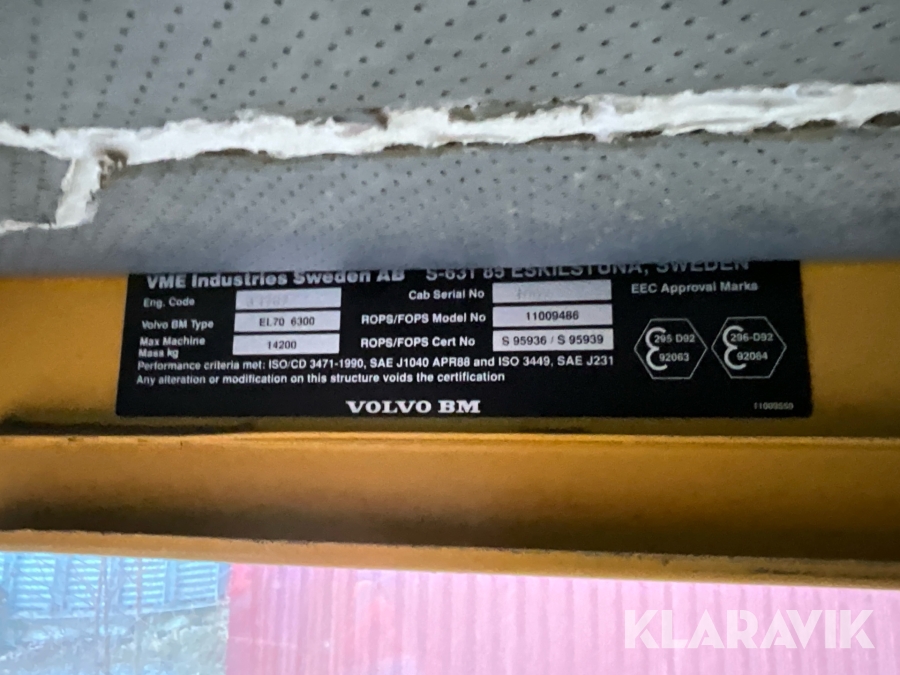 VME Industries Sweden AB S-631 85 ESKILSTUNA, SWEDEN
Eng. Code Cab Serial No EEC Approval Marks
Volvo BM Type EL70 6300 ROPS/FOPS Model No 11009486
Max Machine Mass kg 14200 ROPS/FOPS Cert No S 95936 / S 95939
295 D92
92063
296-D92
92064
Performance criteria met: ISO/CD 3471-1990, SAE J1040 APR88 and ISO 3449, SAE J231
Any alteration or modification on this structure voids the certification
VOLVO BM
KLARAVIK